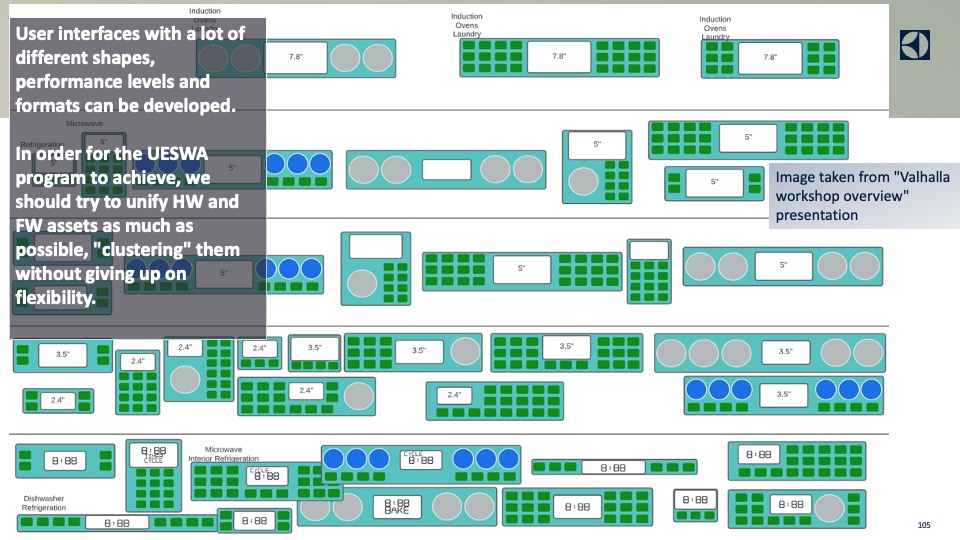 Induction
Ovens
Laundry
Induction
Ovens
Laundry
Induction
Ovens
Laundry
7.8"
7.8"
7.8"
User interfaces with a lot of
different shapes,
performance levels and
formats can be developed.
In order for the UESWA
program to achieve, we
should try to unify HW and
FW assets as much as
possible, "clustering" them
without giving up on
flexibility.
Image taken from "Valhalla
workshop overview"
presentation
Microwave
Refrigeration
5"
5"
5"
5"
5"
5"
5"
5"
5"
3.5"
2.4"
2.4"
2.4"
3.5"
3.5"
3.5"
3.5"
2.4"
2.4"
2.4"
3.5"
8:88
8:88
CYCLE
Microwave
Interior Refrigeration
CYCLE
8:88
CYCLE
8:88
8:88
8:88
Dishwasher
Refrigeration
8:88
8:88
8:88
BAKE
8:88
8:88
8:88
105